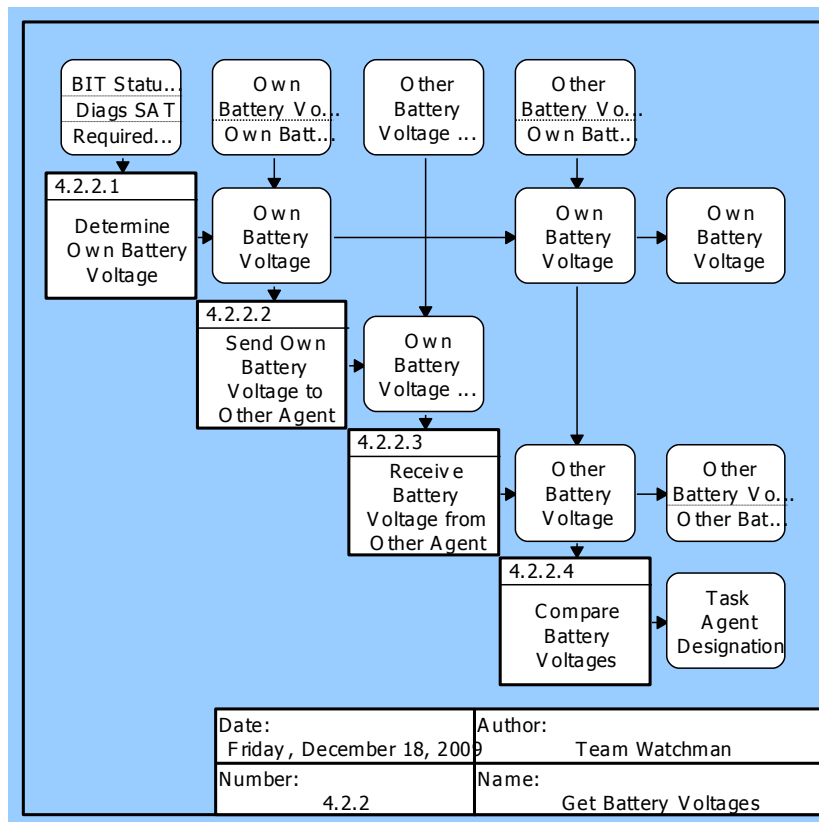 BIT Statu...
Diags SAT
Required...
Own
Battery Vo...
Own Batt...
Other
Battery
Voltage ...
Other
Battery Vo...
Own Batt...
4.2.2.1
Determine
Own Battery
Voltage
Own
Battery
Voltage
Own
Battery
Voltage
Own
Battery
Voltage
4.2.2.2
Send Own
Battery
Voltage to
Other Agent
Own
Battery
Voltage ...
4.2.2.3
Receive
Battery
Voltage from
Other Agent
Other
Battery
Voltage
Other
Battery Vo...
Other Bat...
4.2.2.4
Compare
Battery
Voltages
Task
Agent
Designation
Date:
Friday, December 18, 2009
Author:
Team Watchman
Number:
4.2.2
Name:
Get Battery Voltages